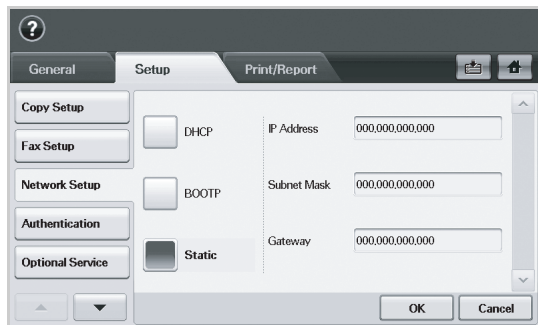 ?
General Setup Print/Report
Copy Setup
Fax Setup
Network Setup
Authentication
Optional Service
DHCP
BOOTP
Static
IP Address 000,000,000,000
Subnet Mask 000,000,000,000
Gateway 000,000,000,000
OK Cancel